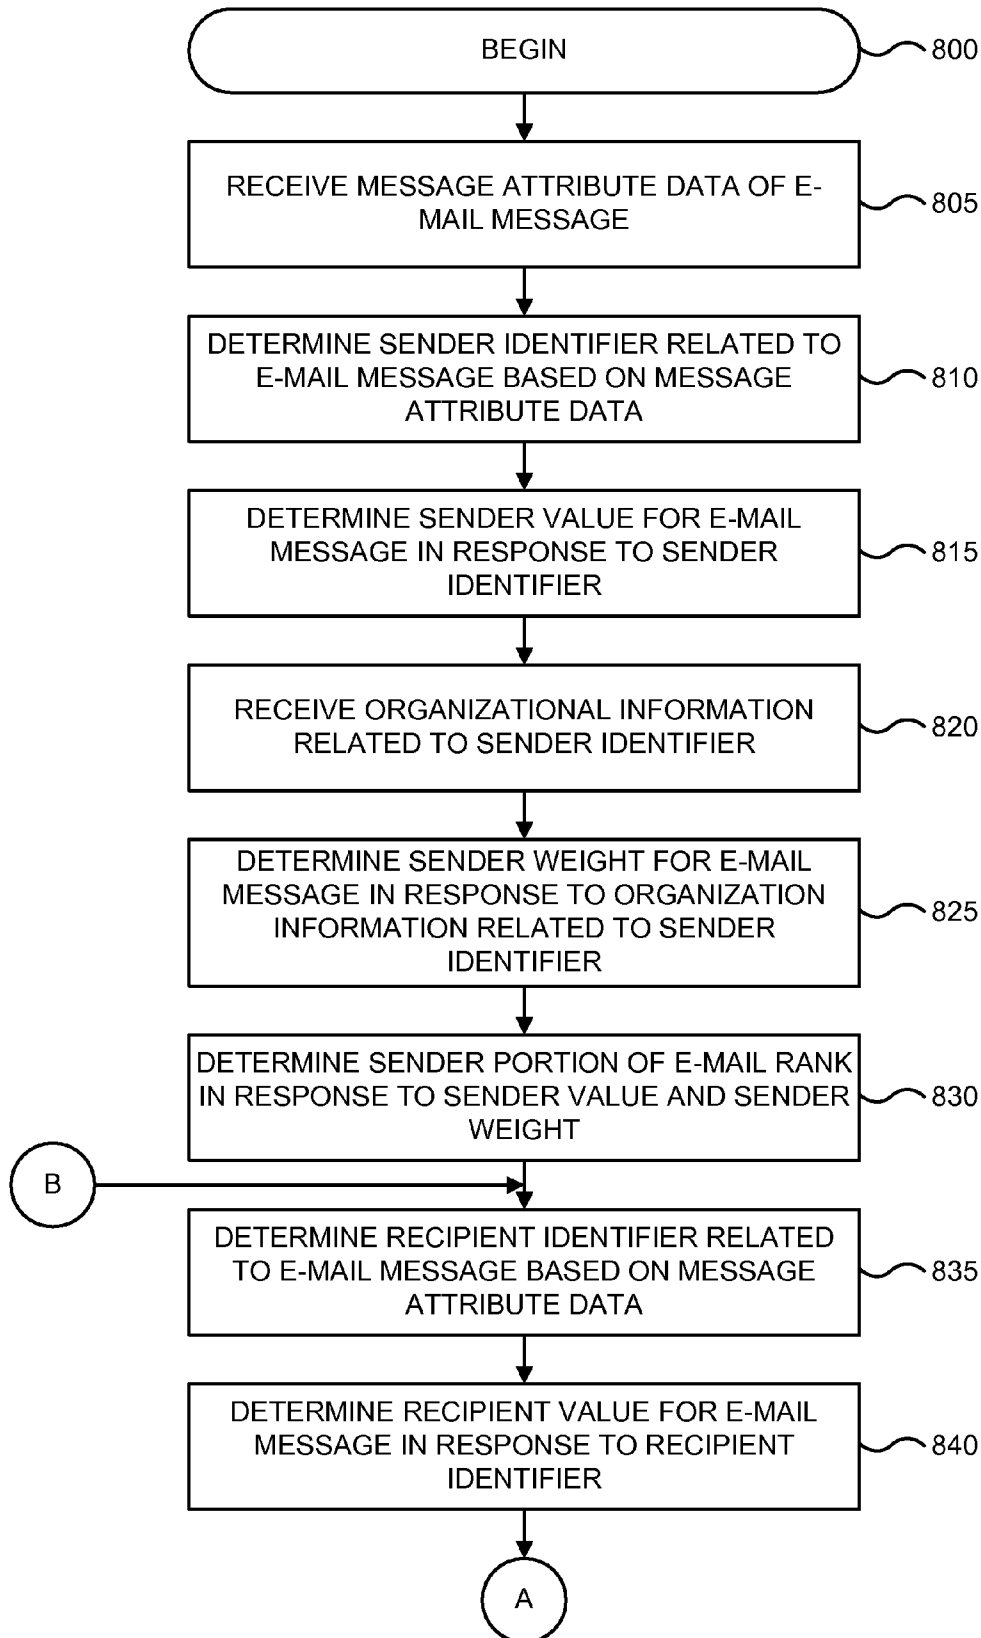 BEGIN
800
RECEIVE MESSAGE ATTRIBUTE DATA OF E-
MAIL MESSAGE
805
DETERMINE SENDER IDENTIFIER RELATED TO
E-MAIL MESSAGE BASED ON MESSAGE
ATTRIBUTE DATA
810
DETERMINE SENDER VALUE FOR E-MAIL
MESSAGE IN RESPONSE TO SENDER
IDENTIFIER
815
RECEIVE ORGANIZATIONAL INFORMATION
RELATED TO SENDER IDENTIFIER
820
DETERMINE SENDER WEIGHT FOR E-MAIL
MESSAGE IN RESPONSE TO ORGANIZATION
INFORMATION RELATED TO SENDER
IDENTIFIER
825
DETERMINE SENDER PORTION OF E-MAIL RANK
IN RESPONSE TO SENDER VALUE AND SENDER
WEIGHT
830
B
DETERMINE RECIPIENT IDENTIFIER RELATED
TO E-MAIL MESSAGE BASED ON MESSAGE
ATTRIBUTE DATA
835
DETERMINE RECIPIENT VALUE FOR E-MAIL
MESSAGE IN RESPONSE TO RECIPIENT
IDENTIFIER
840
A